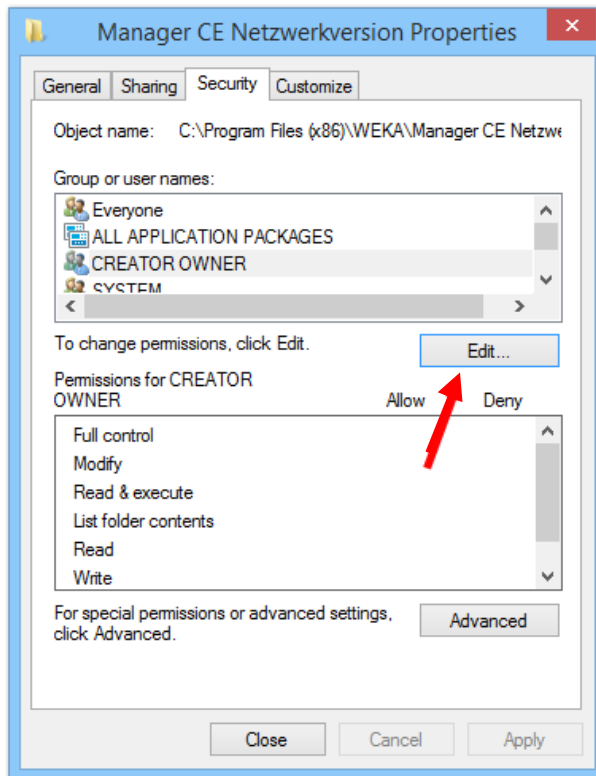 Manager CE Netzwerkversion Properties
General Sharing Security Customize
Object name: C:\Program Files (x86)\WEKA\Manager CE Netzwe
Group or user names:
Everyone
ALL APPLICATION PACKAGES
CREATOR OWNER
SYSTEM
To change permissions, click Edit.
Edit...
Permissions for CREATOR
OWNER Allow Deny
Full control
Modify
Read & execute
List folder contents
Read
Write
For special permissions or advanced settings,
click Advanced.
Advanced
Close Cancel Apply